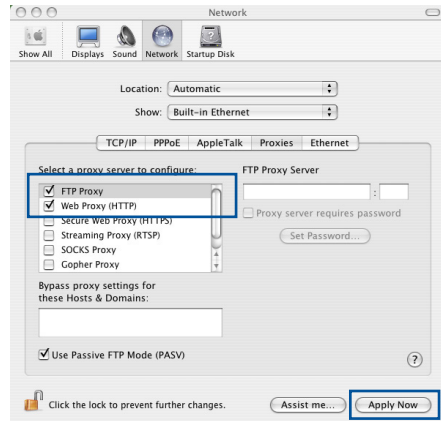 Network
Show All Displays Sound Network Startup Disk
Location: Automatic
Show: Built-in Ethernet
TCP/IP PPPoE AppleTalk Proxies Ethernet
Select a proxy server to configure:
FTP Proxy
Web Proxy (HTTP)
Secure Web Proxy (HTTPS)
Streaming Proxy (RTSP)
SOCKS Proxy
Gopher Proxy
FTP Proxy Server
:
Proxy server requires password
Set Password...
Bypass proxy settings for
these Hosts & Domains:
Use Passive FTP Mode (PASV)
?
Click the lock to prevent further changes.
Assist me...
Apply Now